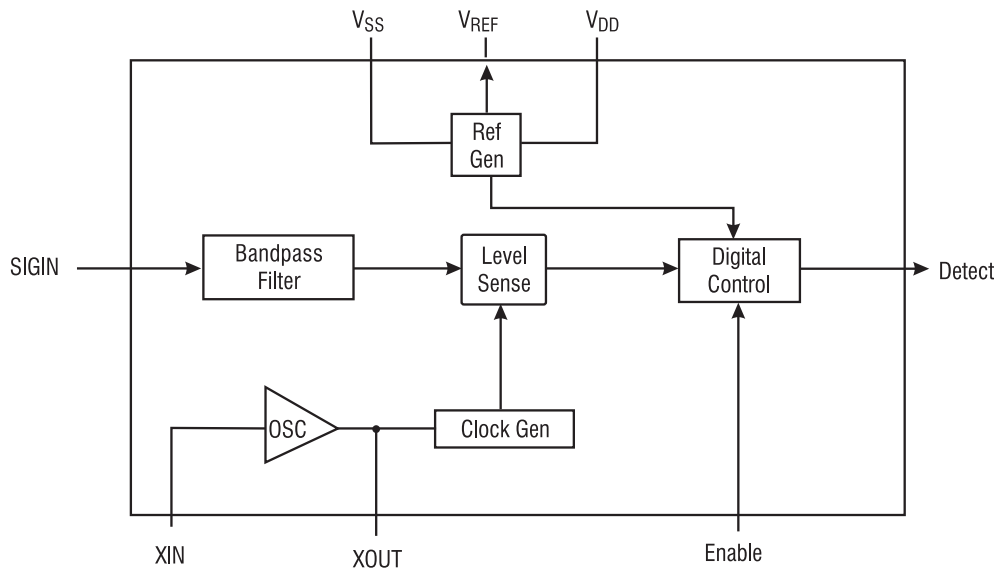 VSS
VREF
VDD
Ref
Gen
SIGIN
Bandpass
Filter
Level
Sense
Digital
Control
Detect
OSC
Clock Gen
XIN
XOUT
Enable